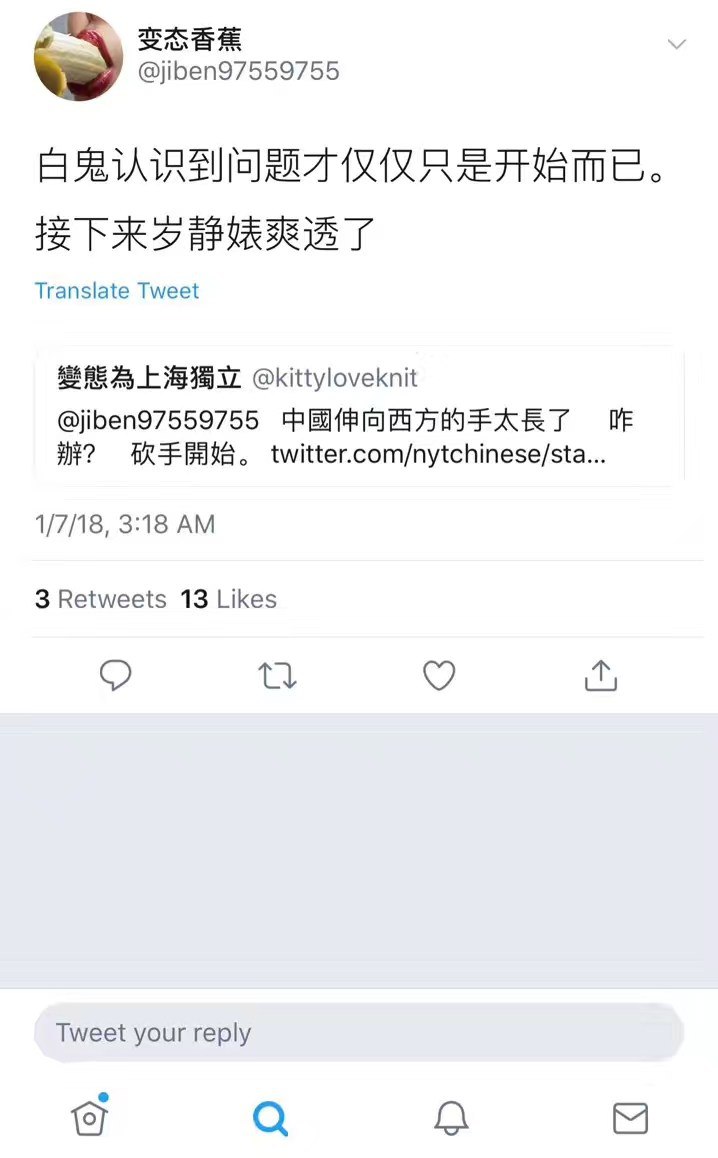 变态香蕉
@jiben97559755
白鬼认识到问题才仅仅只是开始而已。
接下来岁静婊爽透了
Translate Tweet
變態為上海獨立 @kittyloveknit
@jiben97559755 中國伸向西方的手太長了 咋
辦? 砍手開始。 twitter.com/nytchinese/sta...
1/7/18, 3:18 AM
3 Retweets 13 Likes
Tweet your reply